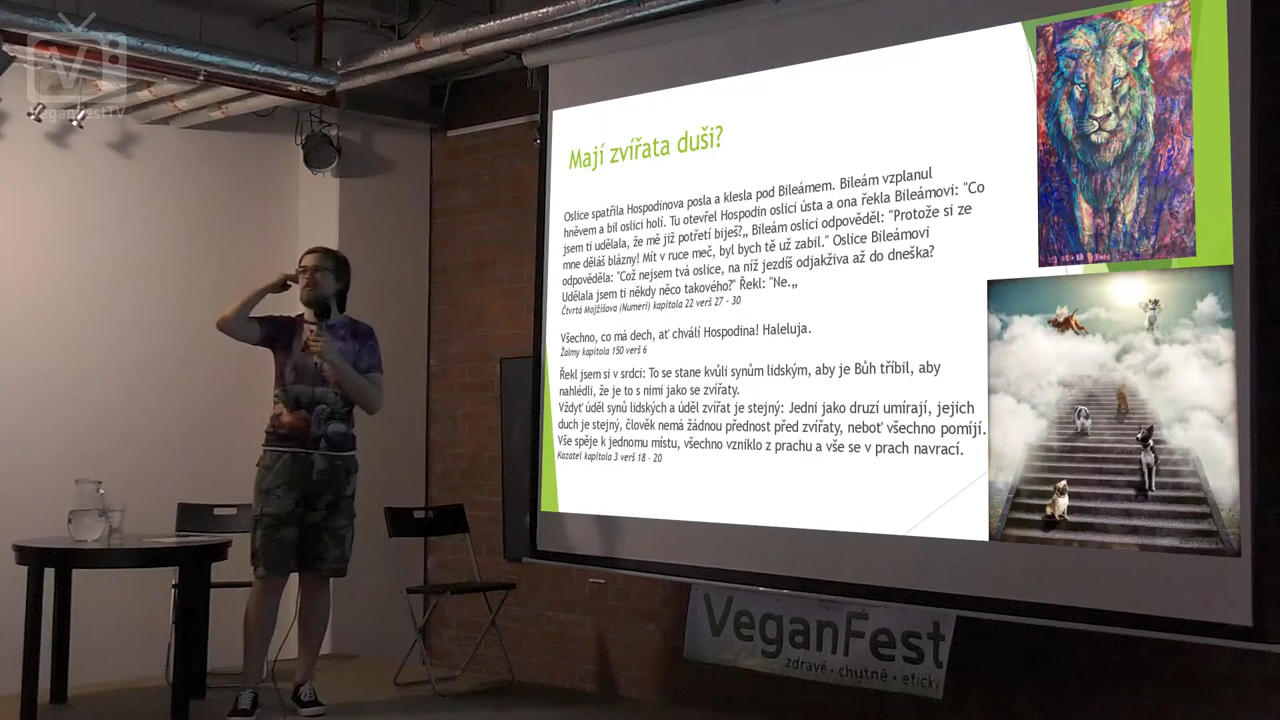 VeganFestTV
Mají zvířata duši?
Oslice spatřila Hospodinova posla a klesla pod Bileámem. Bileám vzplanul
hněvem a bil oslici holí. Tu otevřel Hospodin oslici ústa a ona řekla Bileámovi: "Co
jsem ti udělala, že mě již potřetí biješ?„ Bileám oslici odpověděl: "Protože si ze
mne děláš blázny! Mít v ruce meč, byl bych tě už zabil." Oslice Bileámovi
odpověděla: "Což nejsem tvá oslice, na níž jezdíš odjakživa až do dneška?
Udělala jsem ti někdy něco takového?" Řekl: "Ne.„
Čtvrtá Mojžíšova (Numeri) kapitola 22 verš 27 - 30
Všechno, co má dech, ať chválí Hospodina! Haleluja.
Žalmy kapitola 150 verš 6
Řekl jsem si v srdci: To se stane kvůli synům lidským, aby je Bůh tříbil, aby
nahlédli, že je to s nimi jako se zvířaty.
Vždyť úděl synů lidských a úděl zvířat je stejný: Jedni jako druzí umírají, jejich
duch je stejný, člověk nemá žádnou přednost před zvířaty, neboť všechno pomíjí.
Vše spěje k jednomu místu, všechno vzniklo z prachu a vše se v prach navrací.
Kazatel kapitola 3 verš 18 - 20
VeganFest
zdravě • chutně • eticky